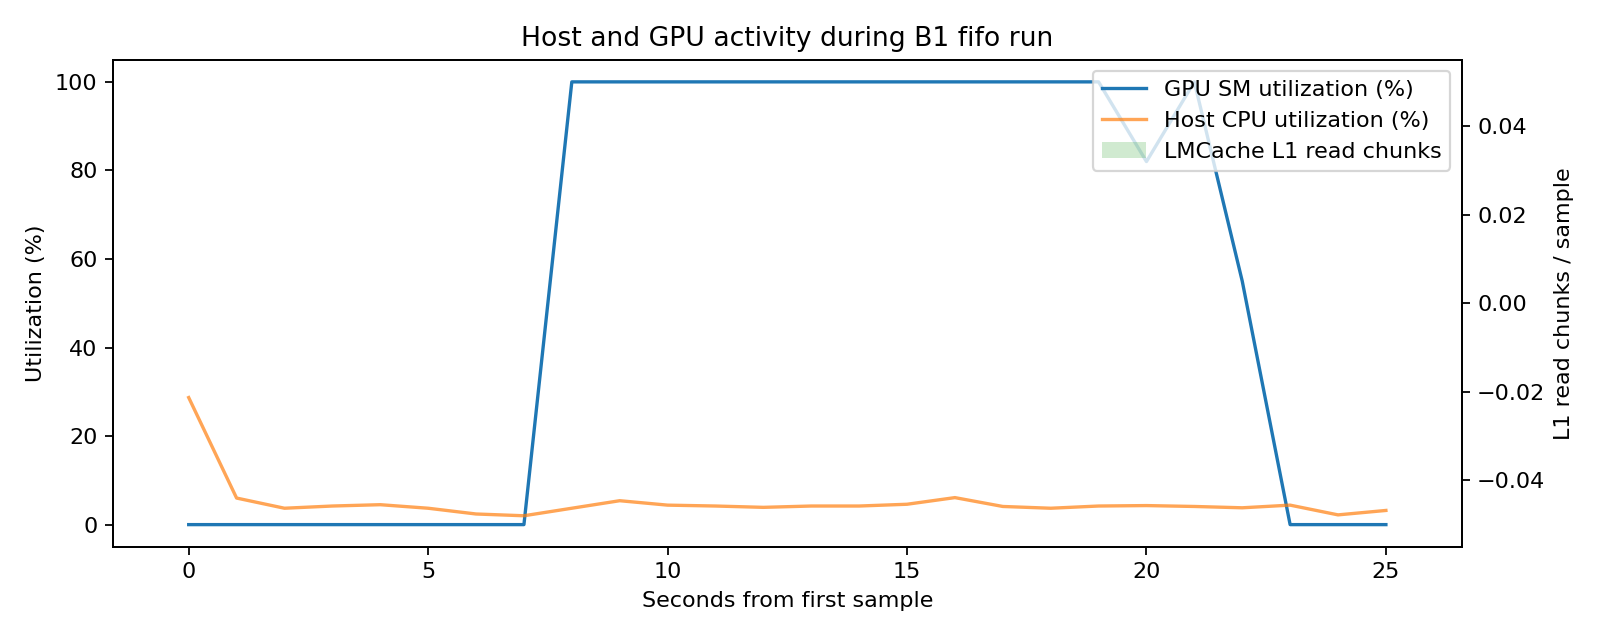 Host and GPU activity during B1 fifo run
GPU SM utilization (%)
Host CPU utilization (%)
LMCache L1 read chunks
Utilization (%)
100
80
60
40
20
0
0.04
0.02
0.00
−0.02
−0.04
L1 read chunks / sample
0 5 10 15 20 25
Seconds from first sample